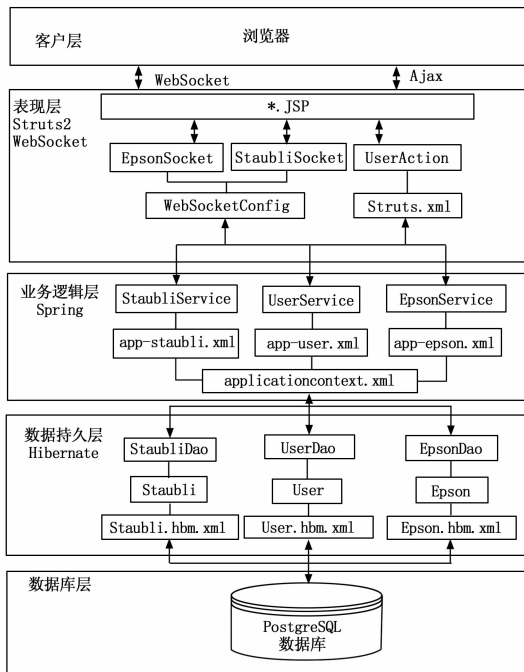 客户层
浏览器
WebSocket
Ajax
表现层
Struts2
WebSocket
*.JSP
EpsonSocket
StaubliSocket
UserAction
WebSocketConfig
Struts.xml
业务逻辑层
Spring
StaubliService
UserService
EpsonService
app-staubli.xml
app-user.xml
app-epson.xml
applicationcontext.xml
数据持久层
Hibernate
StaubliDao
UserDao
EpsonDao
Staubli
User
Epson
Staubli.hbm.xml
User.hbm.xml
Epson.hbm.xml
数据库层
PostgreSQL
数据库